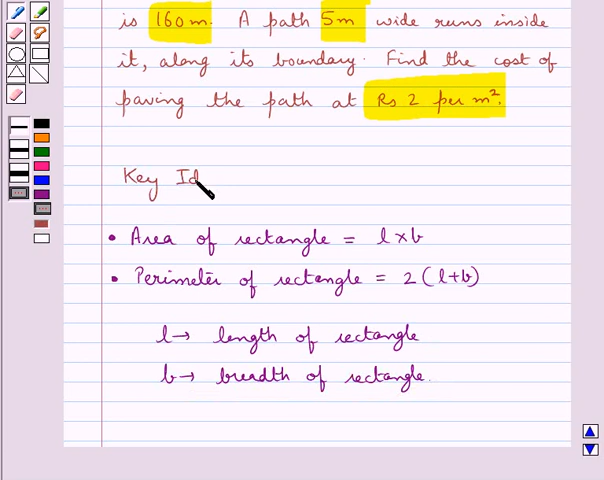 is 160 m. A path 5m wide runs inside
it, along its boundary. Find the cost of
paving the path at Rs 2 per m².
Key Id
• Area of rectangle = l × b
• Perimeter of rectangle = 2 (l+b)
l → length of rectangle
b → breadth of rectangle.